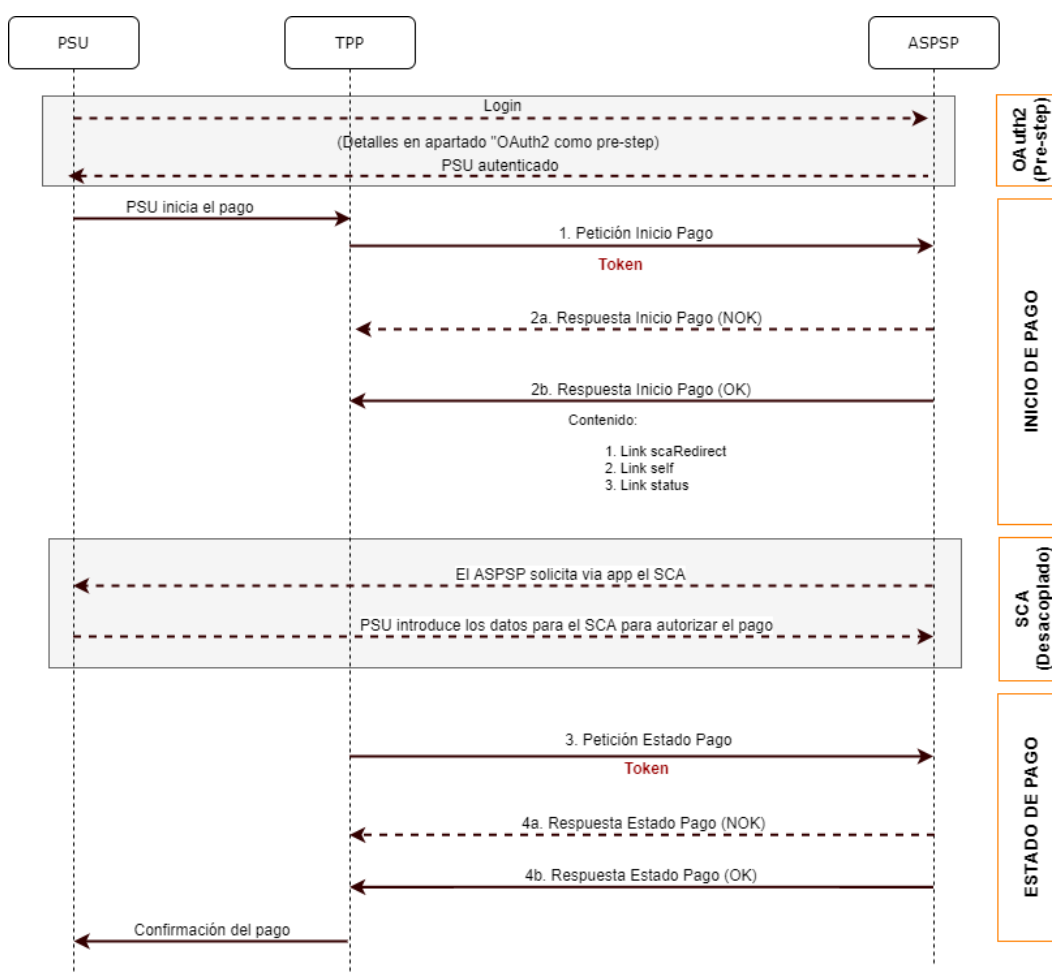 PSU
TPP
ASPSP
Login
(Detalles en apartado "OAuth2 como pre-step)
PSU autenticado
OAuth2
(Pre-step)
PSU inicia el pago
1. Petición Inicio Pago
Token
2a. Respuesta Inicio Pago (NOK)
2b. Respuesta Inicio Pago (OK)
Contenido:
1. Link scaRedirect
2. Link self
3. Link status
INICIO DE PAGO
El ASPSP solicita via app el SCA
PSU introduce los datos para el SCA para autorizar el pago
SCA
(Desacoplado)
3. Petición Estado Pago
Token
4a. Respuesta Estado Pago (NOK)
4b. Respuesta Estado Pago (OK)
Confirmación del pago
ESTADO DE PAGO